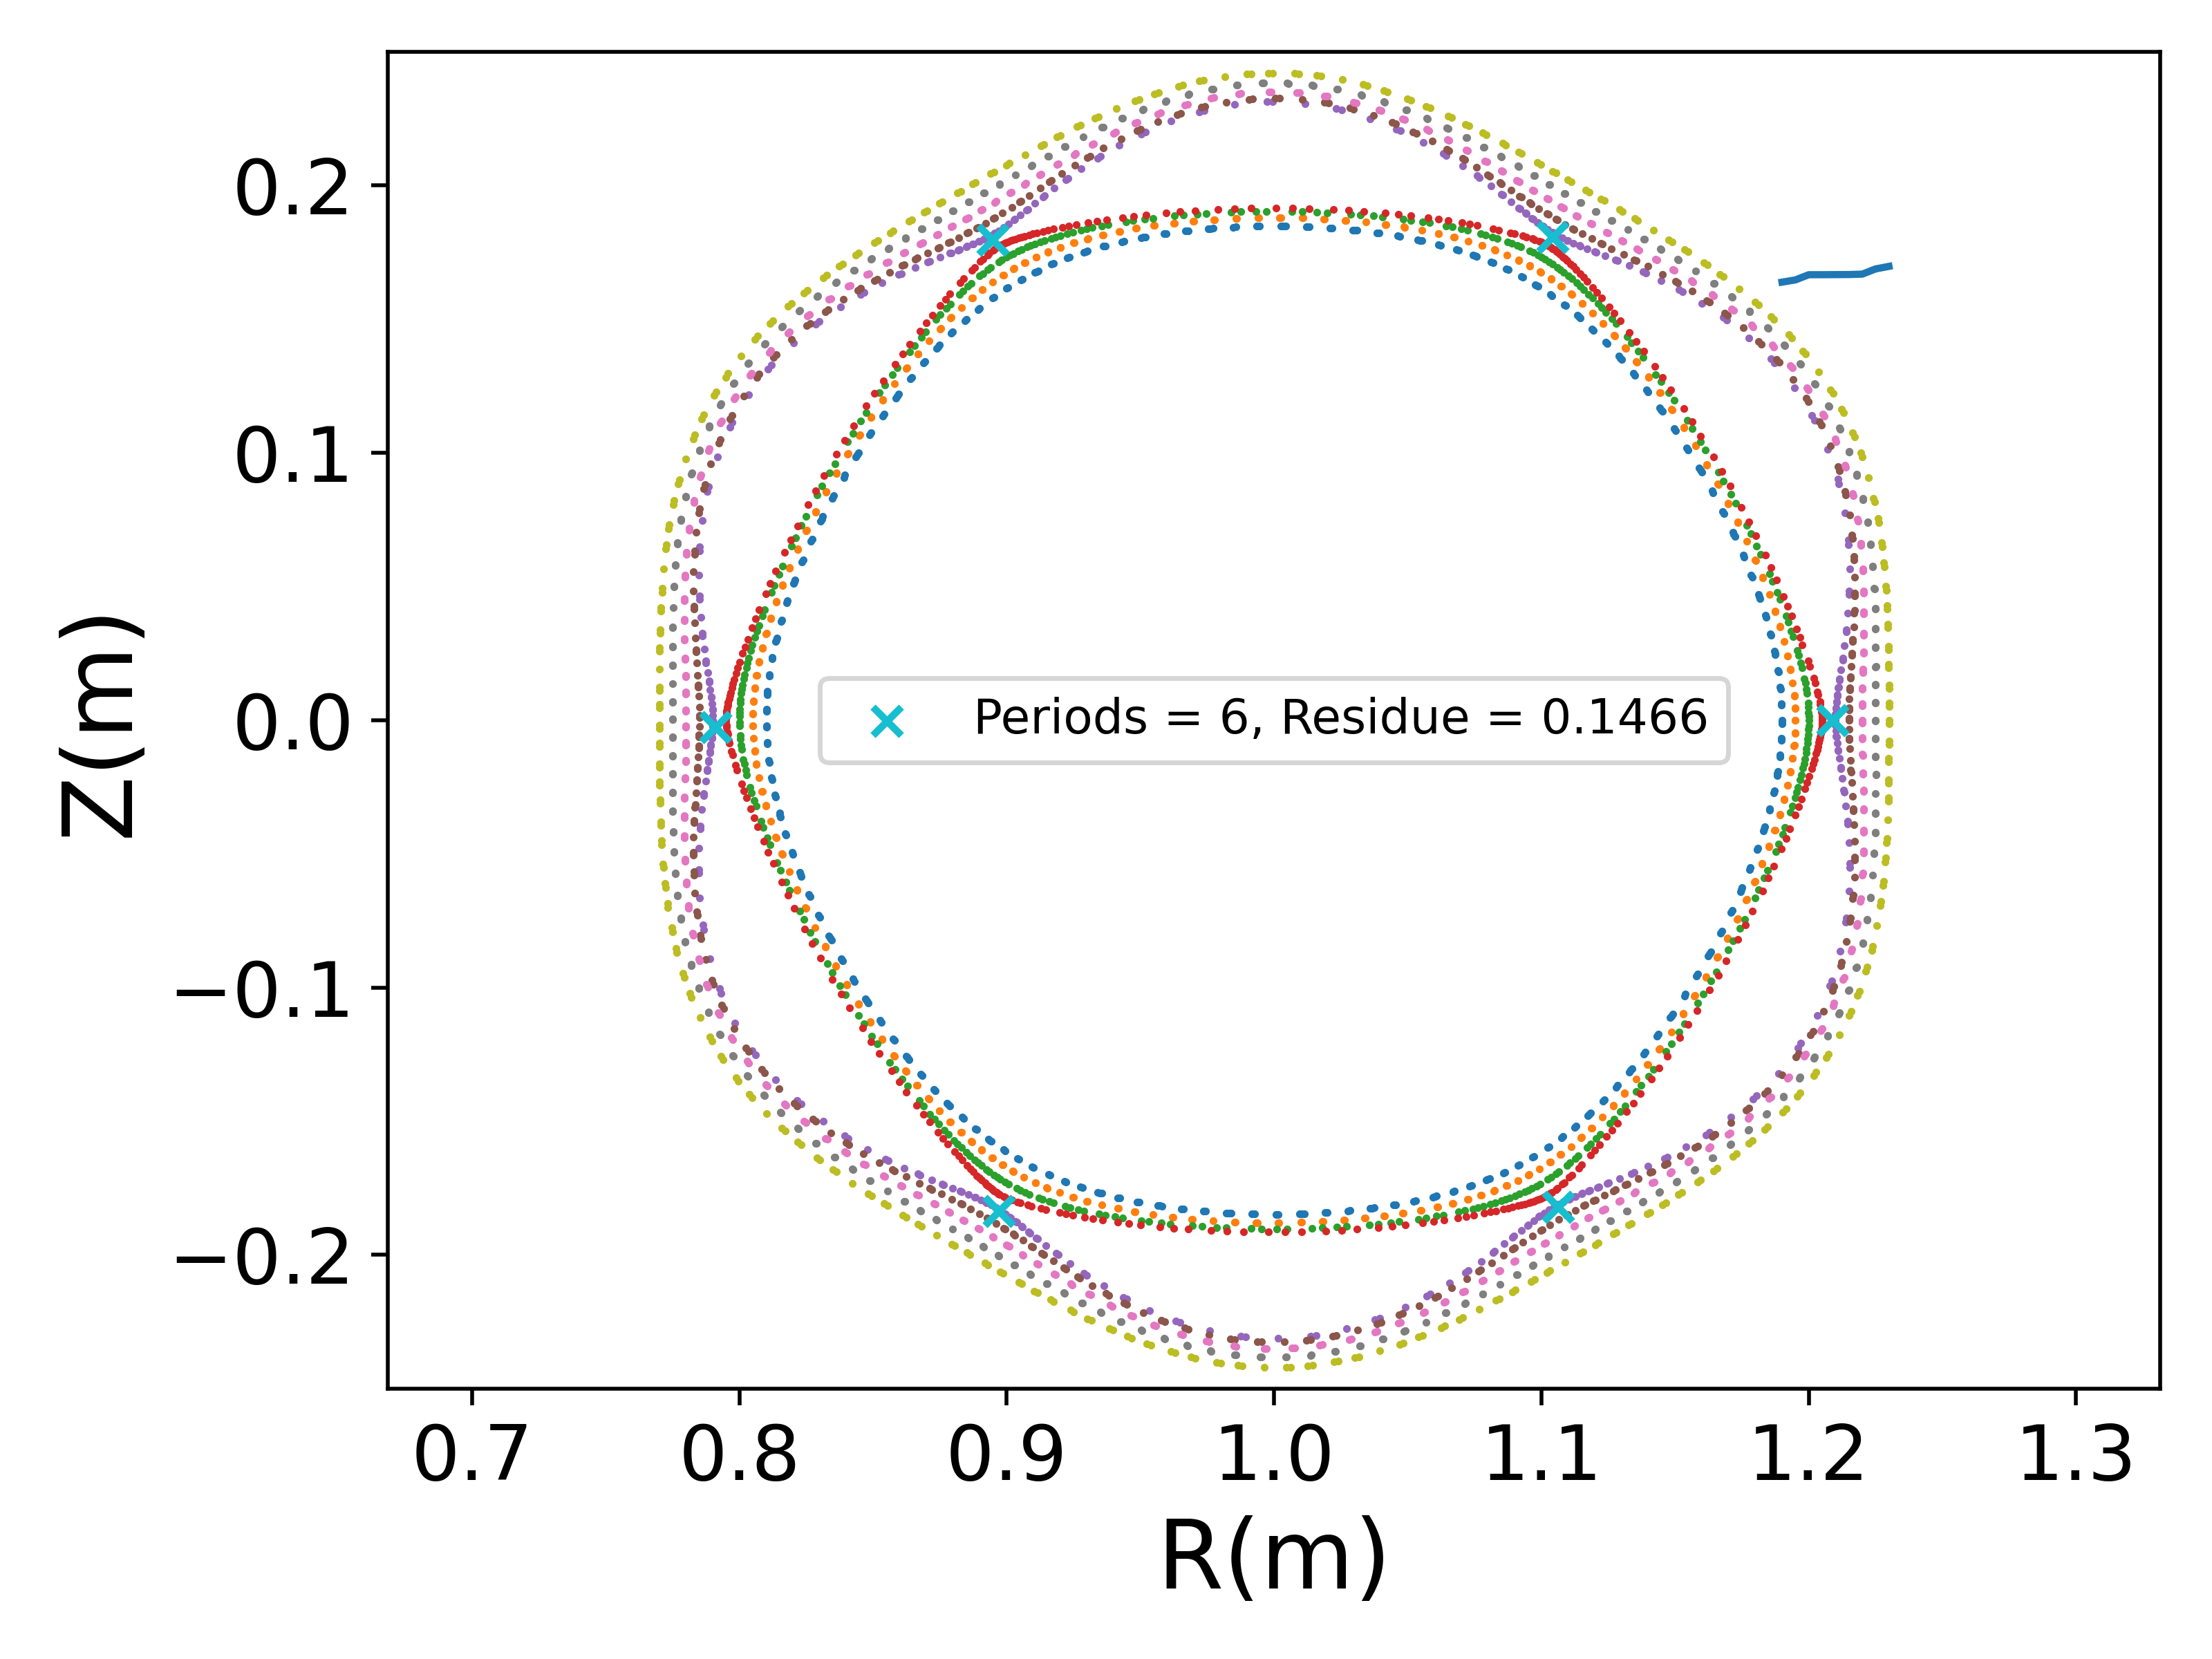 Z(m)
0.2
0.1
0.0
−0.1
−0.2
Periods = 6, Residue = 0.1466
0.7 0.8 0.9 1.0 1.1 1.2 1.3
R(m)